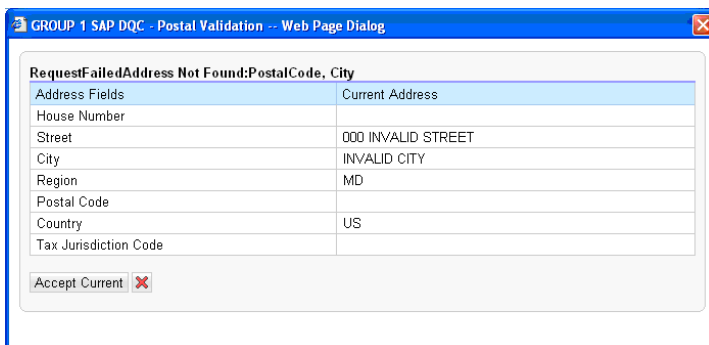 GROUP 1 SAP DQC - Postal Validation -- Web Page Dialog
RequestFailedAddress Not Found:PostalCode, City
Address Fields Current Address
House Number
Street 000 INVALID STREET
City INVALID CITY
Region MD
Postal Code
Country US
Tax Jurisdiction Code
Accept Current